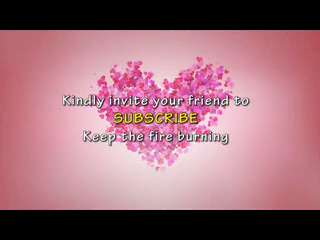 Kindly invite your friend to
SUBSCRIBE
Keep the fire burning